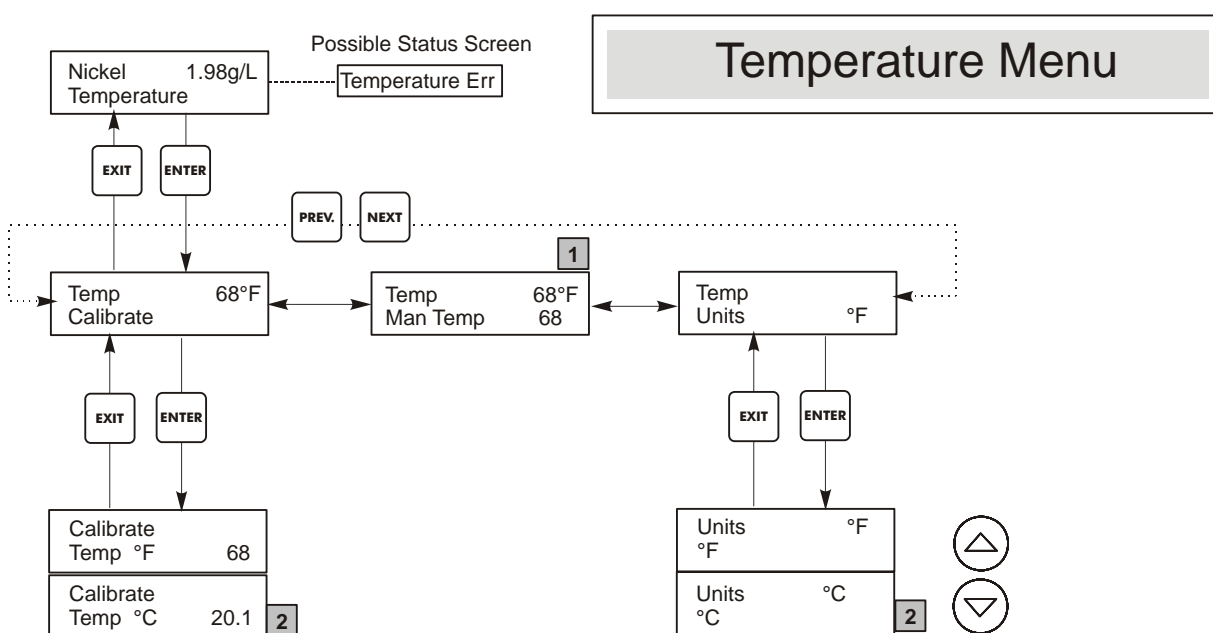 Possible Status Screen
Temperature Menu
Nickel 1.98g/L
Temperature
Temperature Err
EXIT
ENTER
PREV.
NEXT
1
Temp 68°F
Calibrate
Temp 68°F
Man Temp 68
Temp
Units °F
EXIT
ENTER
EXIT
ENTER
Calibrate
Temp °F 68
Calibrate
Temp °C 20.1
2
Units °F
°F
Units °C
°C
2